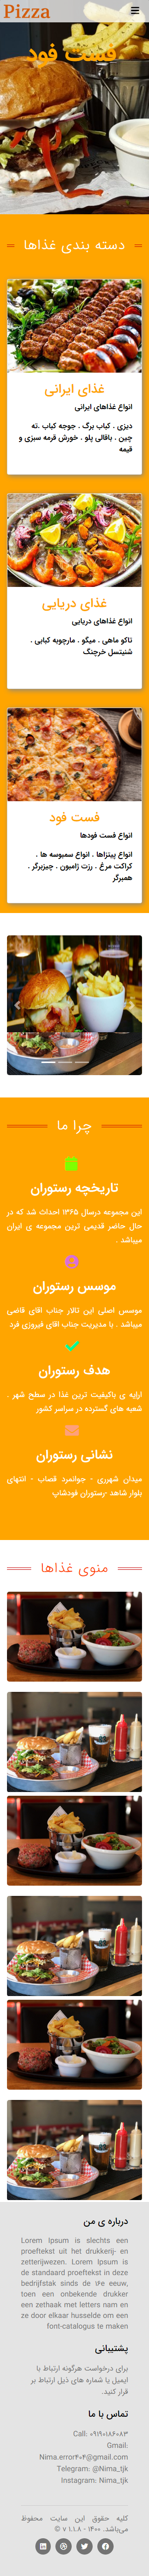 Pizza
فست فود
دسته بندی غذاها
غذای ایرانی
انواع غذاهای ایرانی
دیزی . کباب برگ . جوجه کباب .ته
چین . باقالی پلو . خورش قرمه سبزی و
قیمه
غذای دریایی
انواع غذاهای دریایی
تاکو ماهی . میگو . مارچوبه کبابی .
شنیتسل خرچنگ
فست فود
انواع فست فودها
انواع پیتزاها . انواع سمبوسه ها .
کراکت مرغ . رزت ژامبون . چیزبرگر .
همبرگر
چرا ما
تاریخچه رستوران
این مجموعه درسال ۱۳۶۵ احداث شد که در
حال حاضر قدیمی ترین مجموعه ی ایران
میباشد .
موسس رستوران
موسس اصلی این تالار جناب اقای قاضی
میباشد . با مدیریت جناب اقای فیروزی فرد
هدف رستوران
ارایه ی باکیفیت ترین غذا در سطح شهر .
شعبه های گسترده در سراسر کشور
نشانی رستوران
میدان شهرری - جوانمرد قصاب - انتهای
بلوار شاهد -رستوران فودشاپ
منوی غذاها
درباره ی من
Lorem Ipsum is slechts een
proeftekst uit het drukkerij- en
zetterijwezen. Lorem Ipsum is
de standaard proeftekst in deze
bedrijfstak sinds de ۱۶e eeuw,
toen een onbekende drukker
een zethaak met letters nam en
ze door elkaar husselde om een
font-catalogus te maken
پشتیبانی
برای درخواست هرگونه ارتباط با
ایمیل یا شماره های ذیل ارتباط بر
قرار کنید.
تماس با ما
Call: ۰۹۱۹۰۱۸۶۰۸۳
Gmail:
Nima.error۴۰۴@gmail.com
Telegram: @Nima_tjk
Instagram: Nima_tjk
کلیه حقوق این سایت محفوظ
می‌باشد. ۱۴۰۰ - v ۱.۱.۸ ©